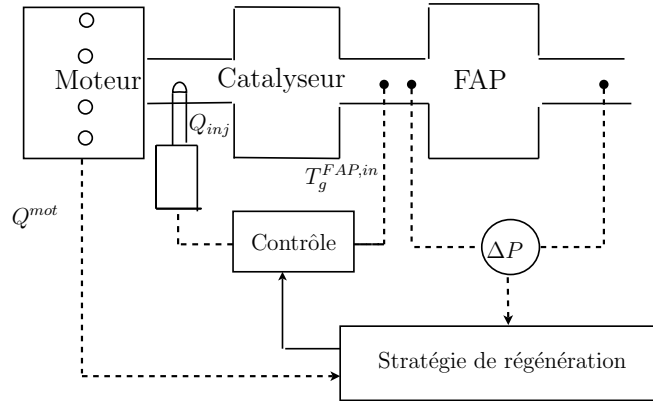 Moteur
Catalyseur
FAP
Q_{inj}
T_g^{FAP,in}
Q^{mot}
Contrôle
ΔP
Stratégie de régénération